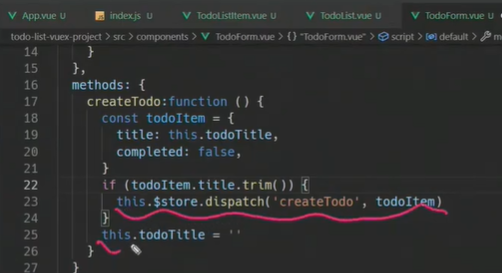 App.vue index.js TodoListItem.vue TodoList.vue TodoForm.vue
todo-list-vuex-project > src > components > TodoForm.vue > {} "TodoForm.vue" > script > default >
14 }
15 },
16 methods: {
17 createTodo:function () {
18 const todoItem = {
19 title: this.todoTitle,
20 completed: false,
21 }
22 if (todoItem.title.trim()) {
23 this.$store.dispatch('createTodo', todoItem)
24 }
25 this.todoTitle = ''
26 }
27 }